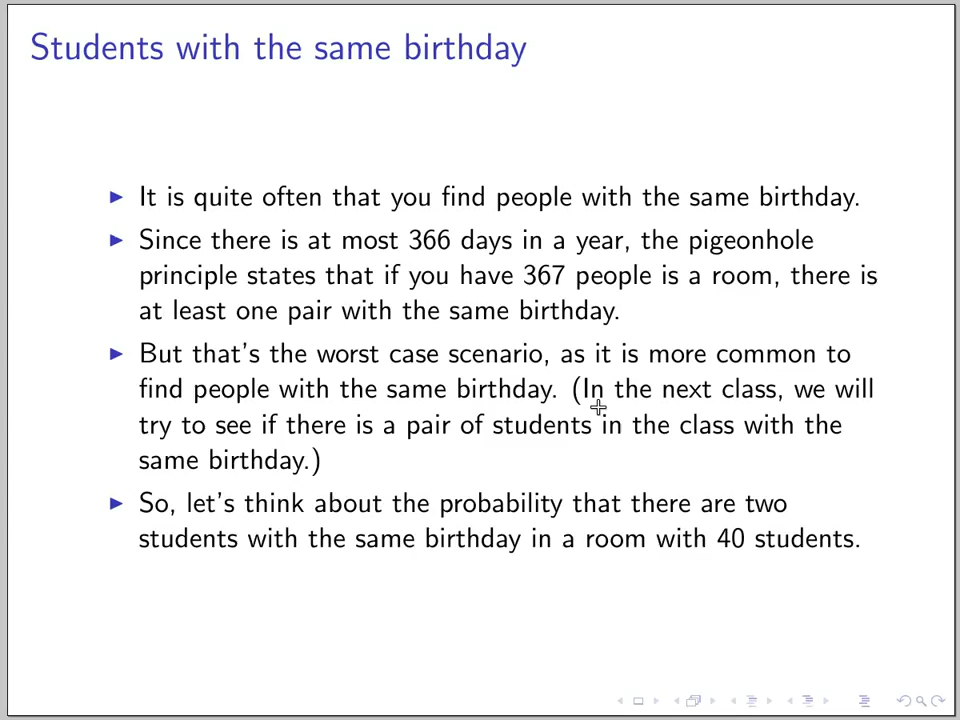 Students with the same birthday
It is quite often that you find people with the same birthday.
Since there is at most 366 days in a year, the pigeonhole
principle states that if you have 367 people is a room, there is
at least one pair with the same birthday.
But that's the worst case scenario, as it is more common to
find people with the same birthday. (In the next class, we will
try to see if there is a pair of students in the class with the
same birthday.)
So, let's think about the probability that there are two
students with the same birthday in a room with 40 students.